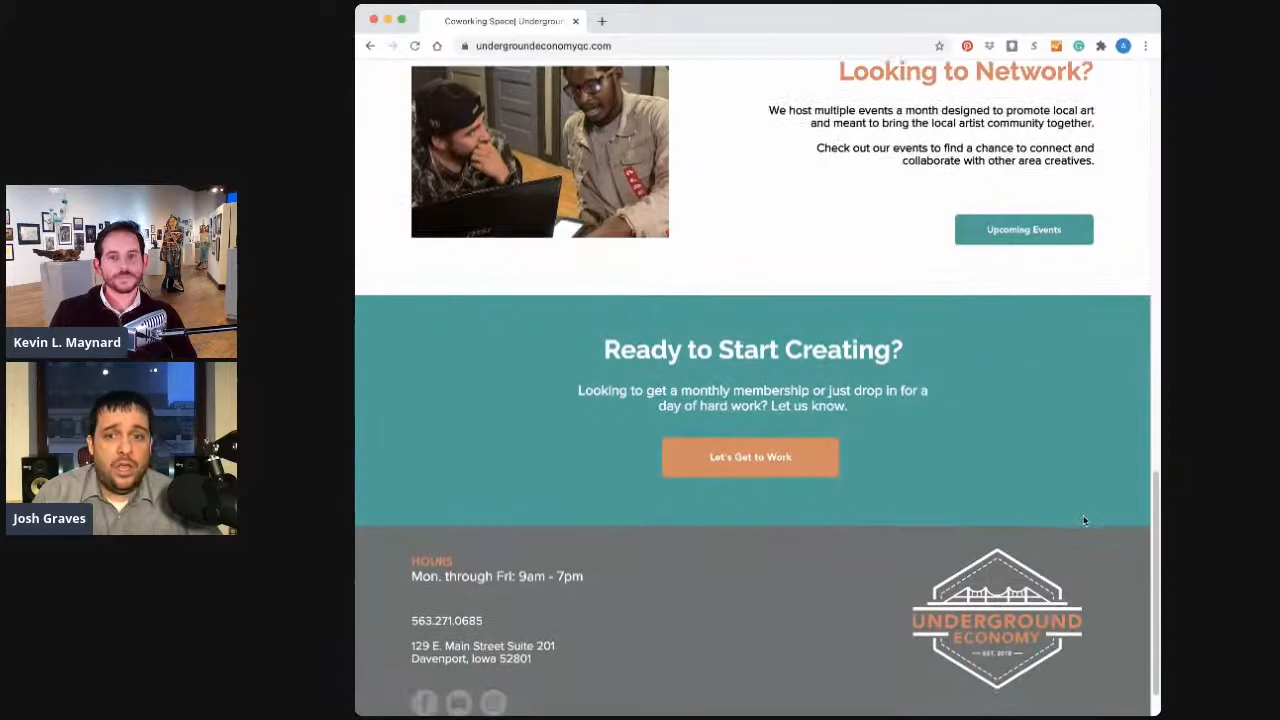 Coworking Space| Undergroun
undergroundeconomyqc.com
Looking to Network?
We host multiple events a month designed to promote local art
and meant to bring the local artist community together.
Check out our events to find a chance to connect and
collaborate with other area creatives.
Upcoming Events
Ready to Start Creating?
Looking to get a monthly membership or just drop in for a
day of hard work? Let us know.
Let's Get to Work
HOURS
Mon. through Fri: 9am - 7pm
563.271.0685
129 E. Main Street Suite 201
Davenport, Iowa 52801
UNDERGROUND
ECONOMY
Kevin L. Maynard
Josh Graves